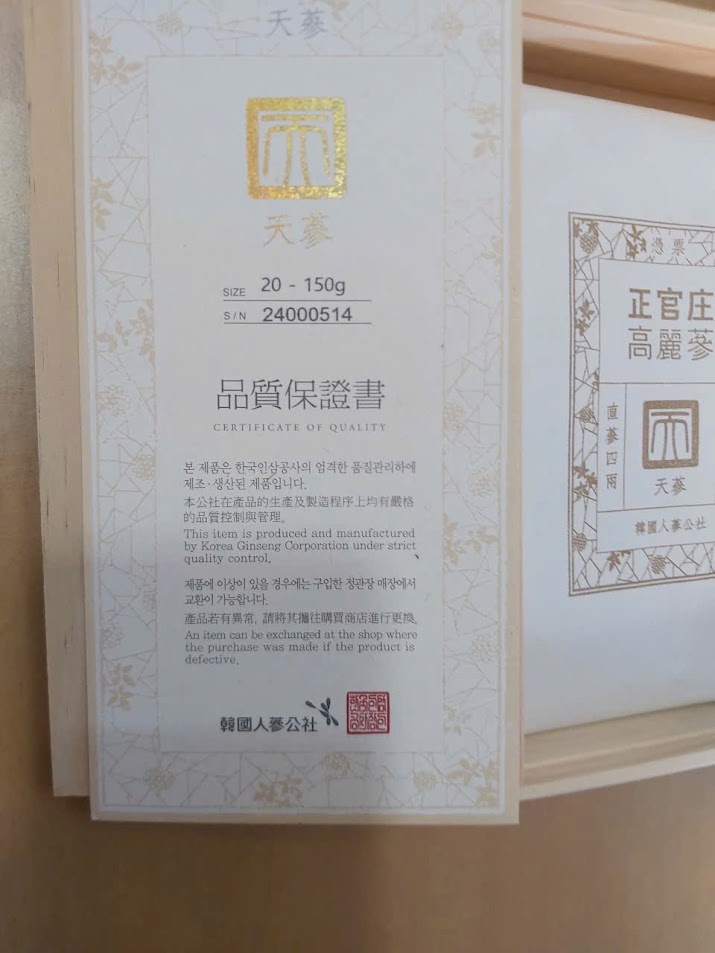 天蔘
天蔘
SIZE 20 - 150g
S/N 24000514
品質保證書
CERTIFICATE OF QUALITY
본 제품은 한국인삼공사의 엄격한 품질관리하에
제조·생산된 제품입니다.
本公社在產品的生產及製造程序上均有嚴格
的品質控制與管理。
This item is produced and manufactured
by Korea Ginseng Corporation under strict
quality control.
제품에 이상이 있을 경우에는 구입한 정관장 매장에서
교환이 가능합니다.
產品若有異常, 請將其攜往購買商店進行更換.
An item can be exchanged at the shop where
the purchase was made if the product is
defective.
韓國人蔘公社
正官庄
高麗蔘
直蔘四兩
天蔘
韓國人蔘公社